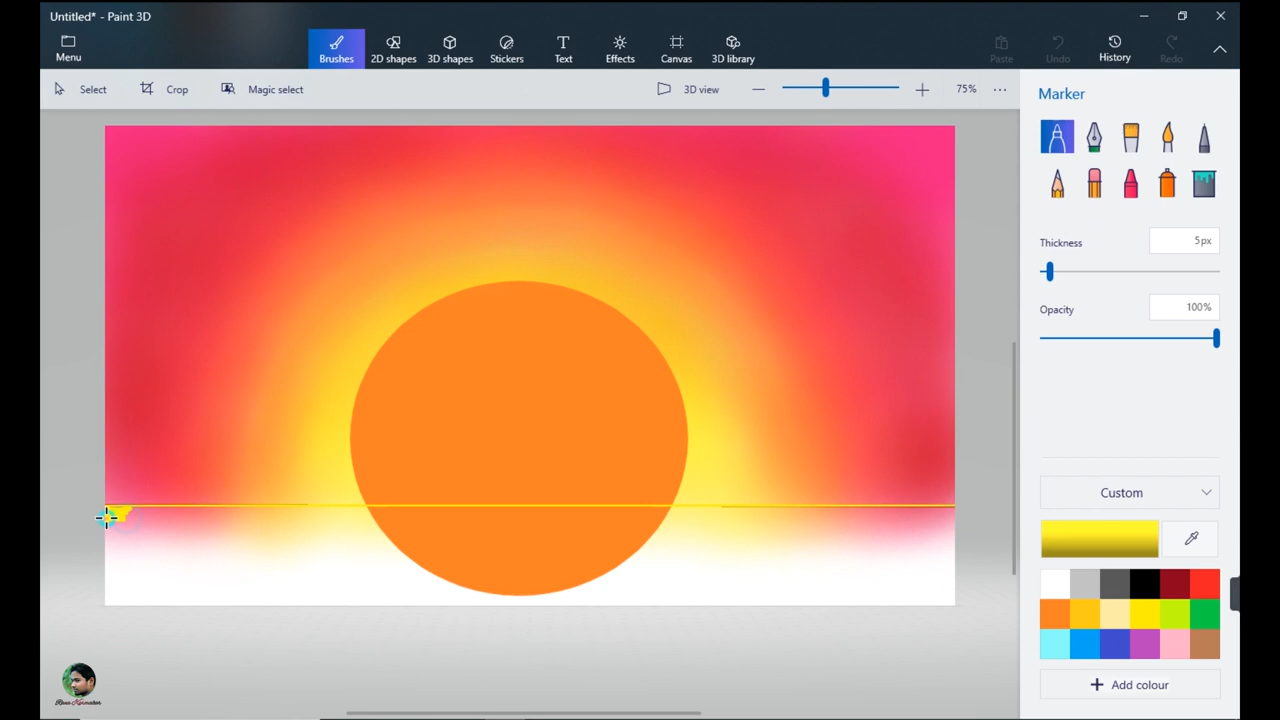 Untitled* - Paint 3D
Menu
Brushes
2D shapes
3D shapes
Stickers
Text
Effects
Canvas
3D library
Paste
Undo
History
Redo
Select
Crop
Magic select
3D view
75%
Marker
Thickness
5px
Opacity
100%
Custom
Add colour